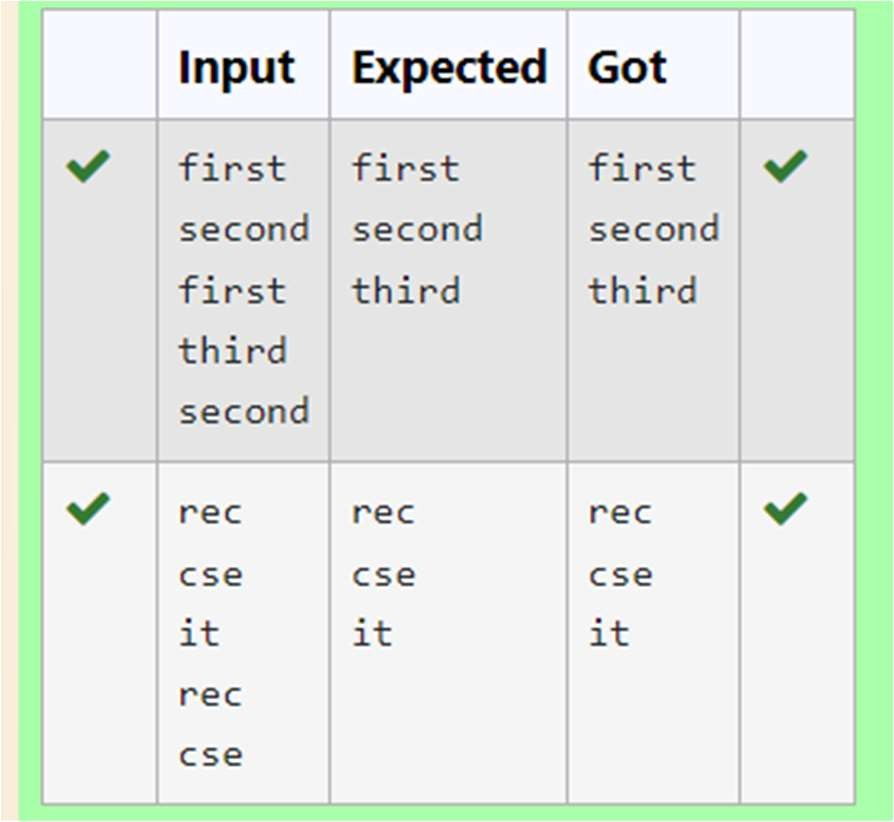 Input Expected Got
first first first
second second second
first third third
third
second
rec rec rec
cse cse cse
it it it
rec
cse